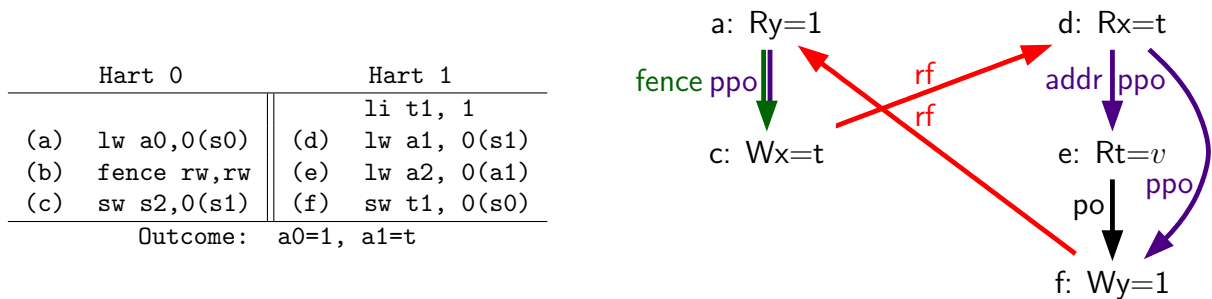 Hart 0 Hart 1
li t1, 1
(a) lw a0,0(s0) (d) lw a1, 0(s1)
(b) fence rw,rw (e) lw a2, 0(a1)
(c) sw s2,0(s1) (f) sw t1, 0(s0)
Outcome: a0=1, a1=t
a: Ry=1
d: Rx=t
fence ppo
rf
addr ppo
rf
c: Wx=t
e: Rt=v
ppo
po
f: Wy=1